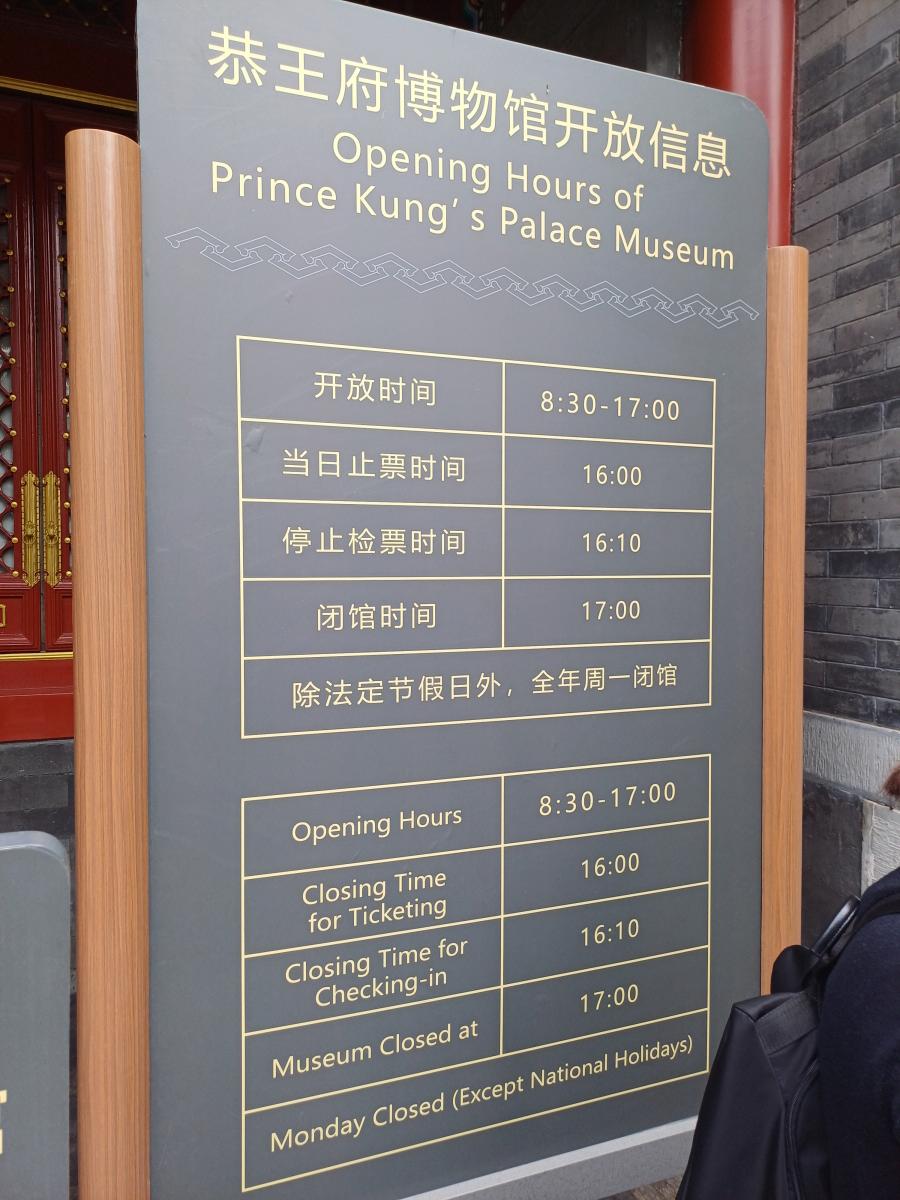 恭王府博物馆开放信息
Opening Hours of
Prince Kung’s Palace Museum
开放时间 8:30-17:00
当日止票时间 16:00
停止检票时间 16:10
闭馆时间 17:00
除法定节假日外，全年周一闭馆
Opening Hours 8:30-17:00
Closing Time
for Ticketing 16:00
Closing Time for
Checking-in 16:10
Museum Closed at 17:00
Monday Closed (Except National Holidays)